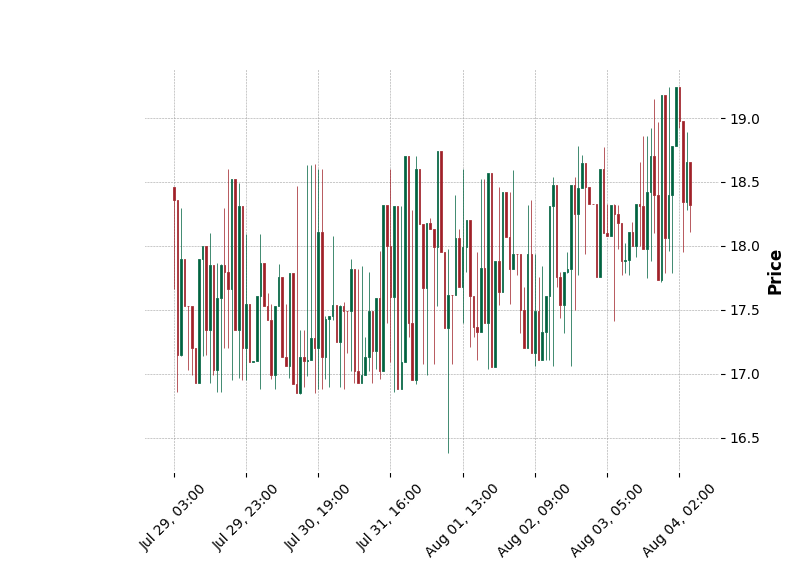 19.0
18.5
18.0
17.5
17.0
16.5
Price
Jul 29, 03:00
Jul 29, 23:00
Jul 30, 19:00
Jul 31, 16:00
Aug 01, 13:00
Aug 02, 09:00
Aug 03, 05:00
Aug 04, 02:00